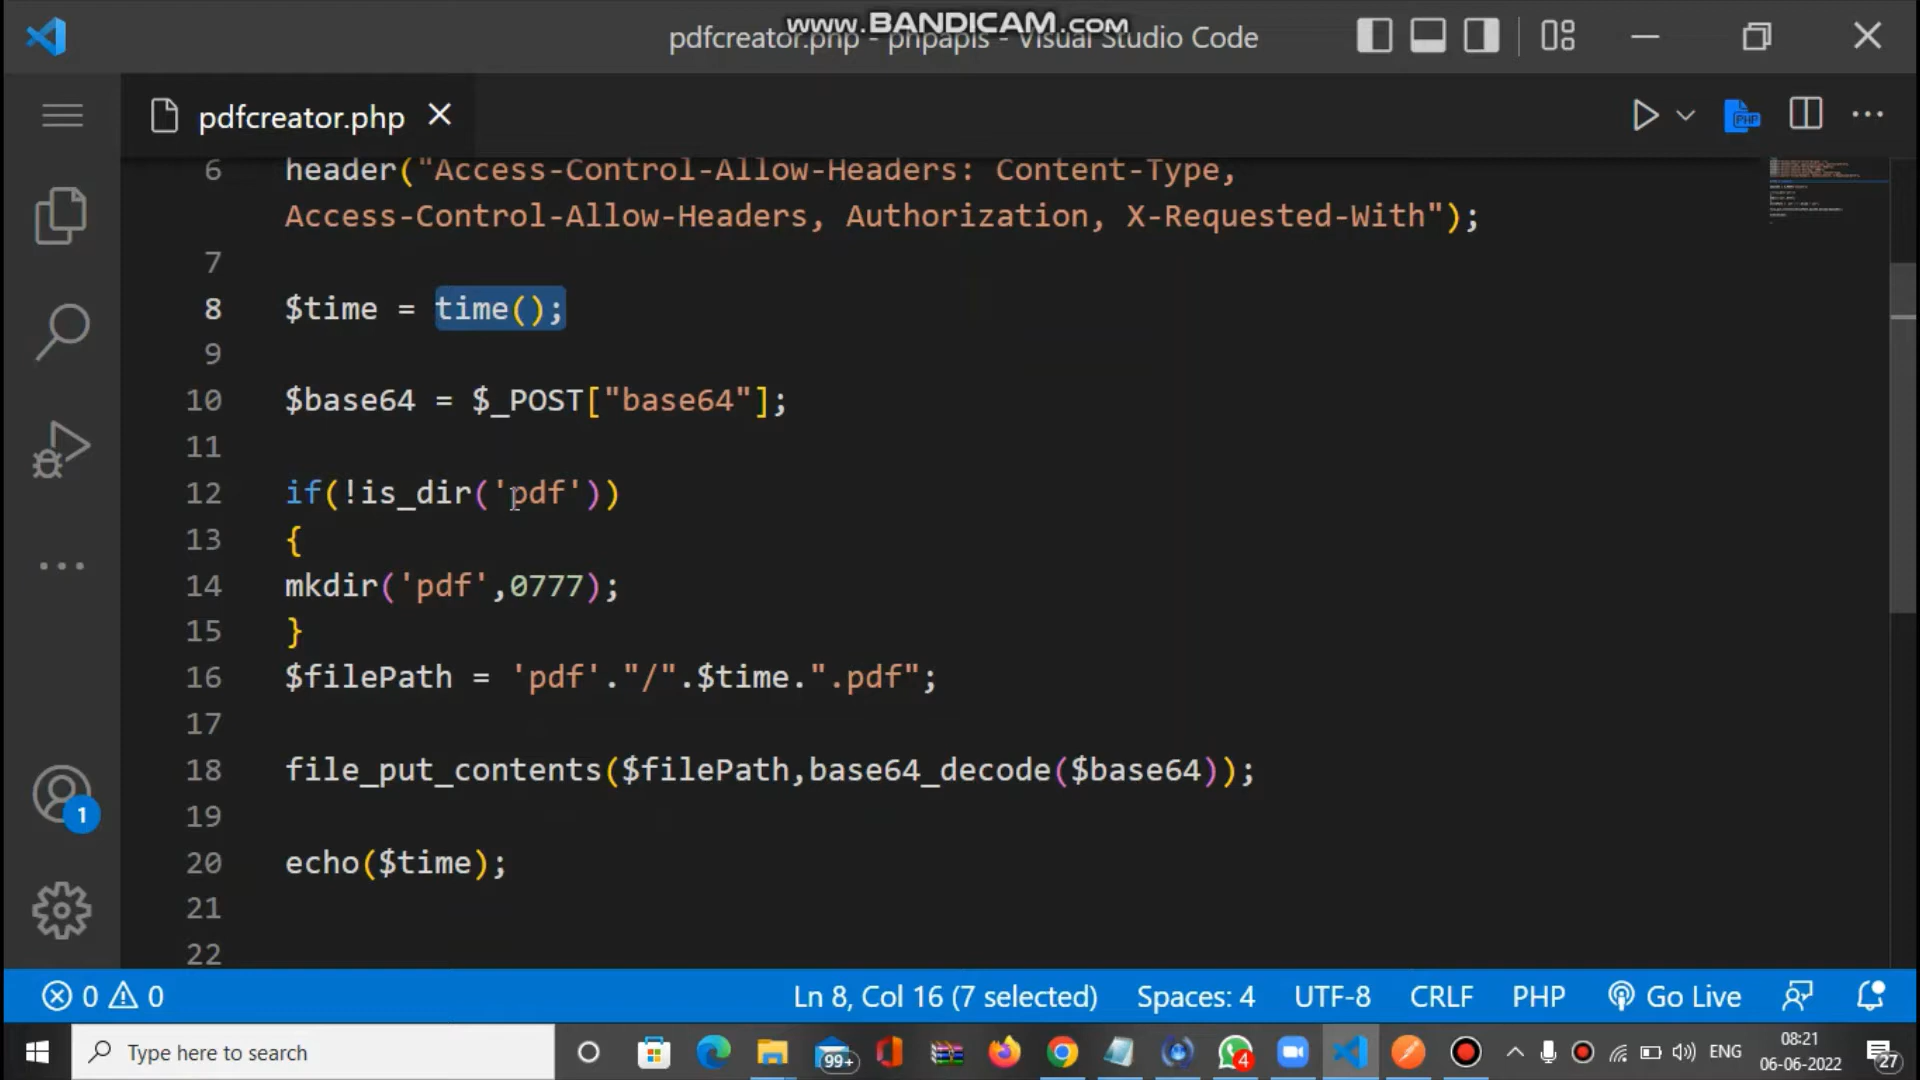 www.BANDICAM.com
pdfcreator.php - phpapis - Visual Studio Code
pdfcreator.php
PHP
6 header("Access-Control-Allow-Headers: Content-Type,
Access-Control-Allow-Headers, Authorization, X-Requested-With");
7
8 $time = time();
9
10 $base64 = $_POST["base64"];
11
12 if(!is_dir('pdf'))
13 {
14 mkdir('pdf',0777);
15 }
16 $filePath = 'pdf'."/".$time.".pdf";
17
18 file_put_contents($filePath,base64_decode($base64));
19
20 echo($time);
21
22
1
0 0 Ln 8, Col 16 (7 selected) Spaces: 4 UTF-8 CRLF PHP Go Live
Type here to search 99+ 4 ENG 08:21
06-06-2022 27